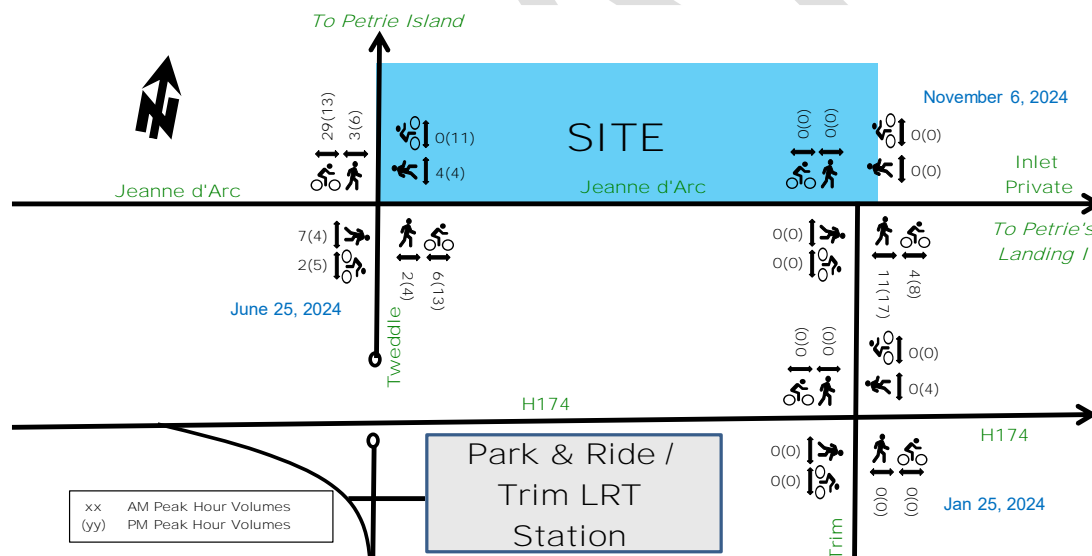 To Petrie Island
N
29(13)
3(6)
0(11)
4(4)
SITE
0(0)
0(0)
November 6, 2024
0(0)
0(0)
Inlet
Private
Jeanne d'Arc
Jeanne d'Arc
To Petrie's
Landing I
7(4)
2(5)
2(4)
6(13)
0(0)
0(0)
11(17)
4(8)
June 25, 2024
Tweddle
0(0)
0(0)
0(0)
0(4)
H174
H174
Park & Ride /
Trim LRT
Station
0(0)
0(0)
0(0)
0(0)
Jan 25, 2024
xx AM Peak Hour Volumes
(yy) PM Peak Hour Volumes
Trim